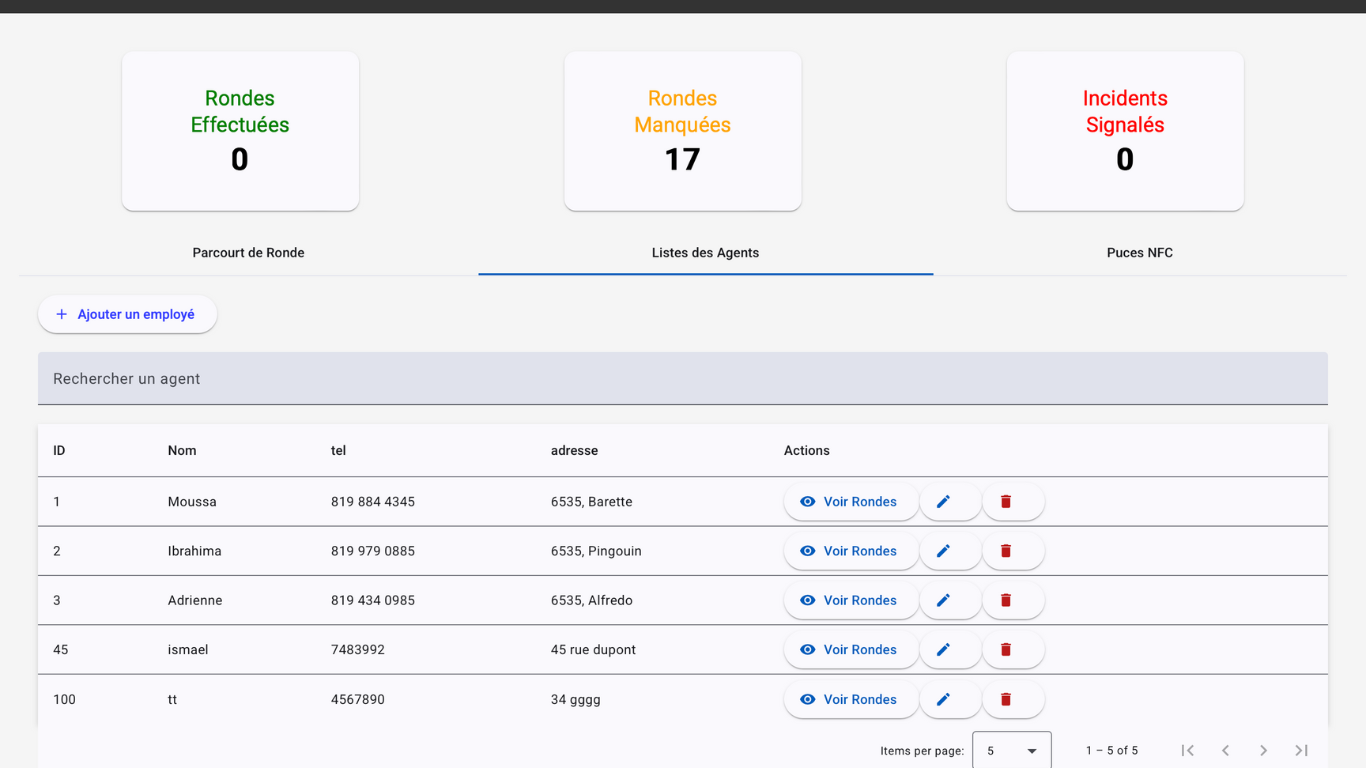 Rondes
Effectuées
0
Rondes
Manquées
17
Incidents
Signalés
0
Parcourt de Ronde
Listes des Agents
Puces NFC
+ Ajouter un employé
Rechercher un agent
ID Nom tel adresse Actions
1 Moussa 819 884 4345 6535, Barette Voir Rondes
2 Ibrahima 819 979 0885 6535, Pingouin Voir Rondes
3 Adrienne 819 434 0985 6535, Alfredo Voir Rondes
45 ismael 7483992 45 rue dupont Voir Rondes
100 tt 4567890 34 gggg Voir Rondes
Items per page: 5 1 – 5 of 5